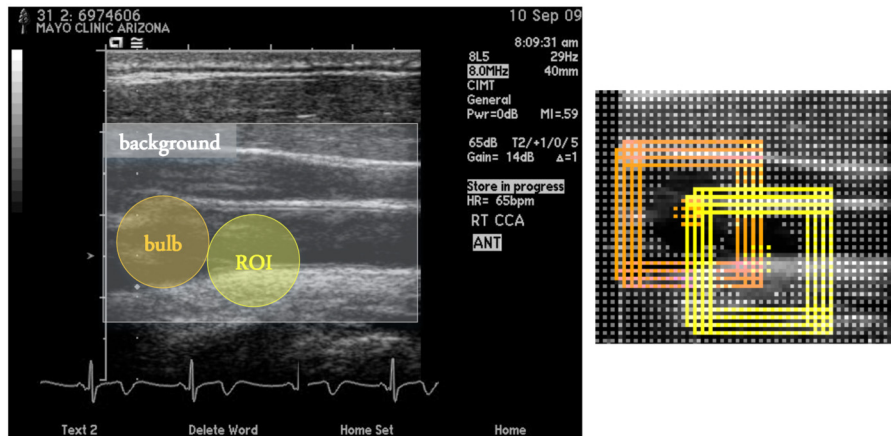 31 2: 6974606
MAYO CLINIC ARIZONA
10 Sep 09
8:09:31 am
8L5 29Hz
8.0MHz 40mm
CIMT
General
Pwr=0dB MI=.59
65dB T2/+1/0/5
Gain= 14dB Δ=1
Store in progress
HR= 65bpm
RT CCA
ANT
background
bulb
ROI
Text 2 Delete Word Home Set Home